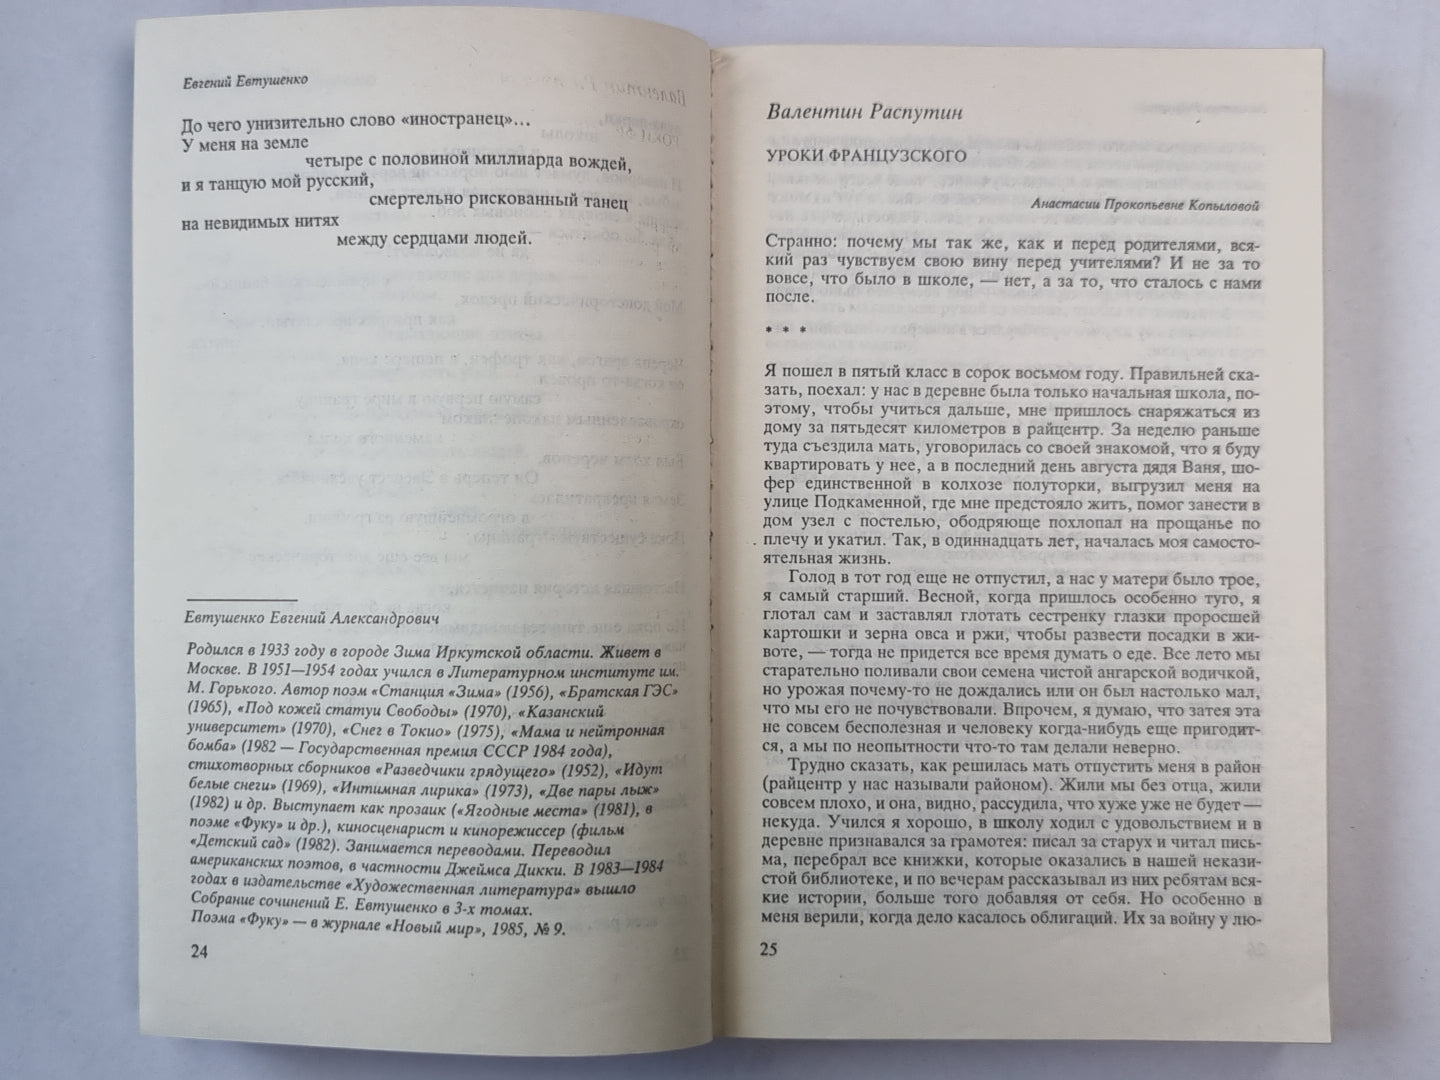 Евгений Евтушенко
До чего унизительно слово «иностранец»...
У меня на земле
четыре с половиной миллиарда вождей,
и я танцую мой русский,
смертельно рискованный танец
на невидимых нитях
между сердцами людей.
Евтушенко Евгений Александрович
Родился в 1933 году в городе Зима Иркутской области. Живет в
Москве. В 1951—1954 годах учился в Литературном институте им.
М. Горького. Автор поэм «Станция «Зима» (1956), «Братская ГЭС»
(1965), «Под кожей статуи Свободы» (1970), «Казанский
университет» (1970), «Снег в Токио» (1975), «Мама и нейтронная
бомба» (1982 — Государственная премия СССР 1984 года),
стихотворных сборников «Разведчики грядущего» (1952), «Идут
белые снеги» (1969), «Интимная лирика» (1973), «Две пары лыж»
(1982) и др. Выступает как прозаик («Ягодные места» (1981), в
поэме «Фуку» и др.), киносценарист и кинорежиссер (фильм
«Детский сад» (1982). Занимается переводами. Переводил
американских поэтов, в частности Джеймса Дикки. В 1983—1984
годах в издательстве «Художественная литература» вышло
Собрание сочинений Е. Евтушенко в 3-х томах.
Поэма «Фуку» — в журнале «Новый мир», 1985, № 9.
24
Валентин Распутин
УРОКИ ФРАНЦУЗСКОГО
Анастасии Прокопьевне Копыловой
Странно: почему мы так же, как и перед родителями, вся-
кий раз чувствуем свою вину перед учителями? И не за то
вовсе, что было в школе, — нет, а за то, что сталось с нами
после.
* * *
Я пошел в пятый класс в сорок восьмом году. Правильней ска-
зать, поехал: у нас в деревне была только начальная школа, по-
этому, чтобы учиться дальше, мне пришлось снаряжаться из
дому за пятьдесят километров в райцентр. За неделю раньше
туда съездила мать, уговорилась со своей знакомой, что я буду
квартировать у нее, а в последний день августа дядя Ваня, шо-
фер единственной в колхозе полуторки, выгрузил меня на
улице Подкаменной, где мне предстояло жить, помог занести в
дом узел с постелью, ободряюще похлопал на прощанье по
плечу и укатил. Так, в одиннадцать лет, началась моя самосто-
ятельная жизнь.
Голод в тот год еще не отпустил, а нас у матери было трое,
я самый старший. Весной, когда пришлось особенно туго, я
глотал сам и заставлял глотать сестренку глазки проросшей
картошки и зерна овса и ржи, чтобы развести посадки в жи-
воте, — тогда не придется все время думать о еде. Все лето мы
старательно поливали свои семена чистой ангарской водичкой,
но урожая почему-то не дождались или он был настолько мал,
что мы его не почувствовали. Впрочем, я думаю, что затея эта
не совсем бесполезная и человеку когда-нибудь еще пригодит-
ся, а мы по неопытности что-то там делали неверно.
Трудно сказать, как решилась мать отпустить меня в район
(райцентр у нас называли районом). Жили мы без отца, жили
совсем плохо, и она, видно, рассудила, что хуже уже не будет —
некуда. Учился я хорошо, в школу ходил с удовольствием и в
деревне признавался за грамотея: писал за старух и читал пись-
ма, перебрал все книжки, которые оказались в нашей некази-
стой библиотеке, и по вечерам рассказывал из них ребятам вся-
кие истории, больше того добавляя от себя. Но особенно в
меня верили, когда дело касалось облигаций. Их за войну у лю-
25